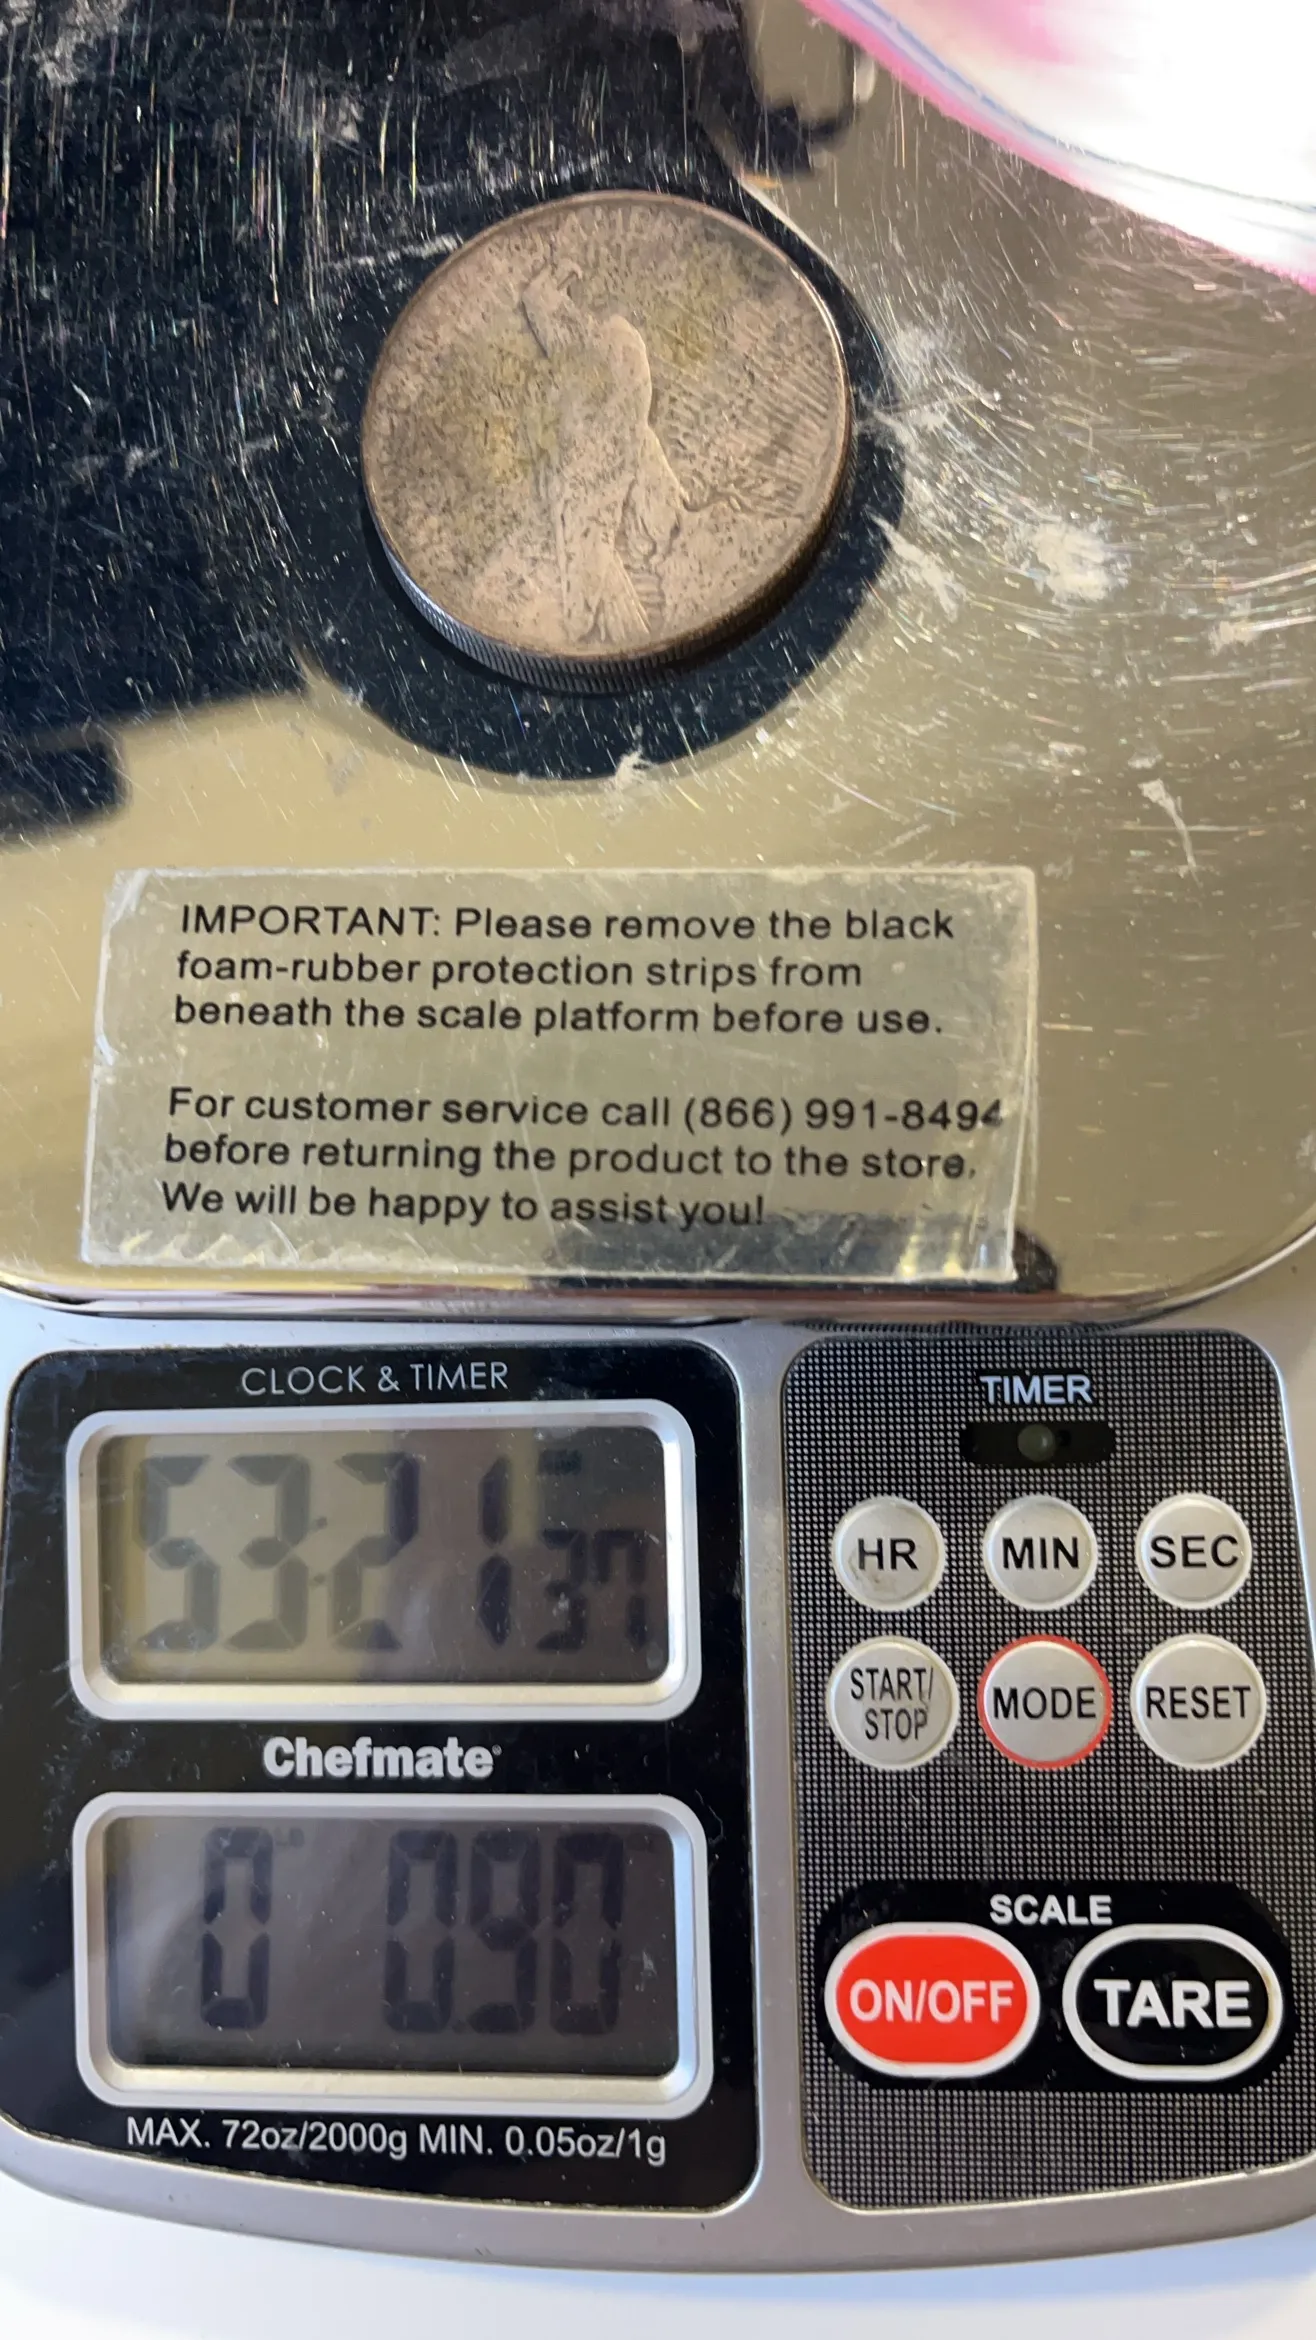 IMPORTANT: Please remove the black
foam-rubber protection strips from
beneath the scale platform before use.
For customer service call (866) 991-8494
before returning the product to the store.
We will be happy to assist you!
CLOCK & TIMER
53:21 37
Chefmate
0 0.90
MAX. 72oz/2000g MIN. 0.05oz/1g
TIMER
HR MIN SEC
START/
STOP
MODE RESET
SCALE
ON/OFF TARE